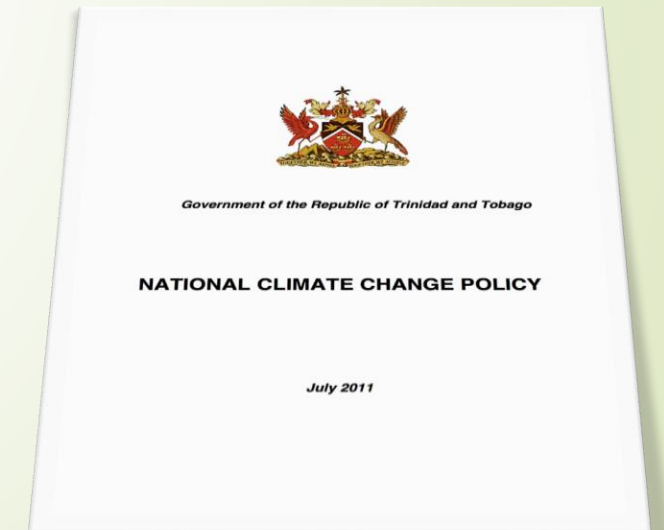 Government of the Republic of Trinidad and Tobago
NATIONAL CLIMATE CHANGE POLICY
July 2011